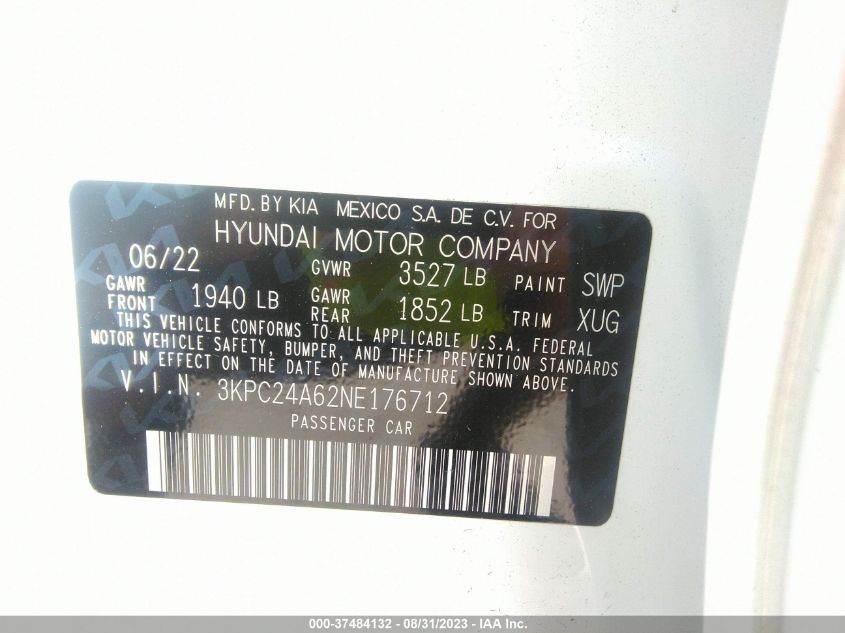 MFD. BY KIA MEXICO S.A. DE C.V. FOR
HYUNDAI MOTOR COMPANY
06/22 GVWR 3527 LB PAINT SWP
GAWR FRONT 1940 LB GAWR REAR 1852 LB TRIM XUG
THIS VEHICLE CONFORMS TO ALL APPLICABLE U.S.A. FEDERAL
MOTOR VEHICLE SAFETY, BUMPER, AND THEFT PREVENTION STANDARDS
IN EFFECT ON THE DATE OF MANUFACTURE SHOWN ABOVE.
V.I.N. 3KPC24A62NE176712
PASSENGER CAR
000-37484132 - 08/31/2023 - IAA Inc.